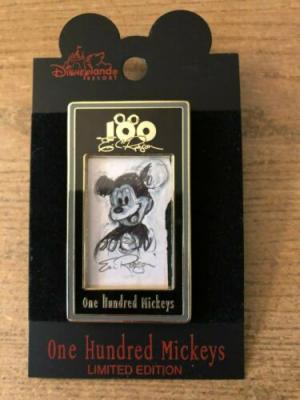 Disneyland
RESORT
100
One Hundred Mickeys
One Hundred Mickeys
LIMITED EDITION